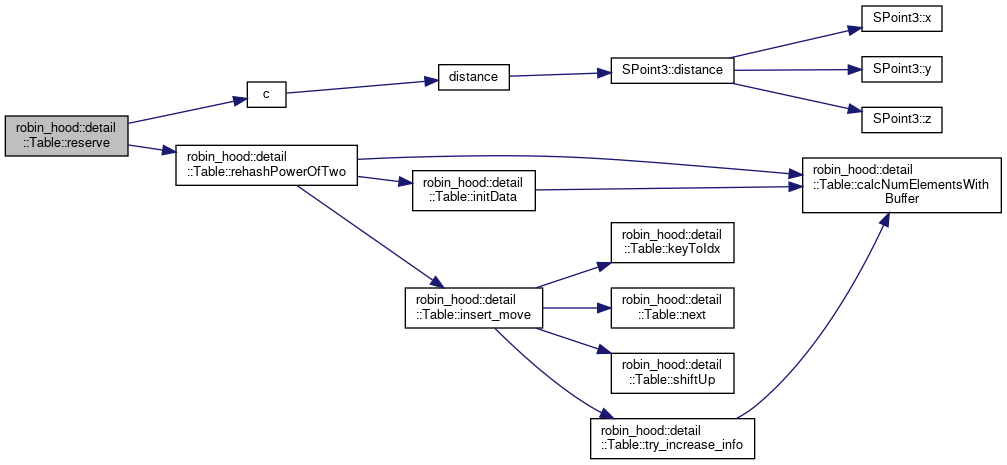 robin_hood::detail
::Table::reserve
c
distance
SPoint3::distance
SPoint3::x
SPoint3::y
SPoint3::z
robin_hood::detail
::Table::rehashPowerOfTwo
robin_hood::detail
::Table::initData
robin_hood::detail
::Table::calcNumElementsWith
Buffer
robin_hood::detail
::Table::insert_move
robin_hood::detail
::Table::keyToIdx
robin_hood::detail
::Table::next
robin_hood::detail
::Table::shiftUp
robin_hood::detail
::Table::try_increase_info